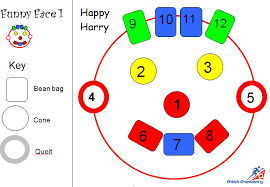 Funny Face 1
Happy
Harry
Key
Bean bag
Cone
Quoit
9
10
11
12
2
3
4
5
1
6
7
8
British Orienteering